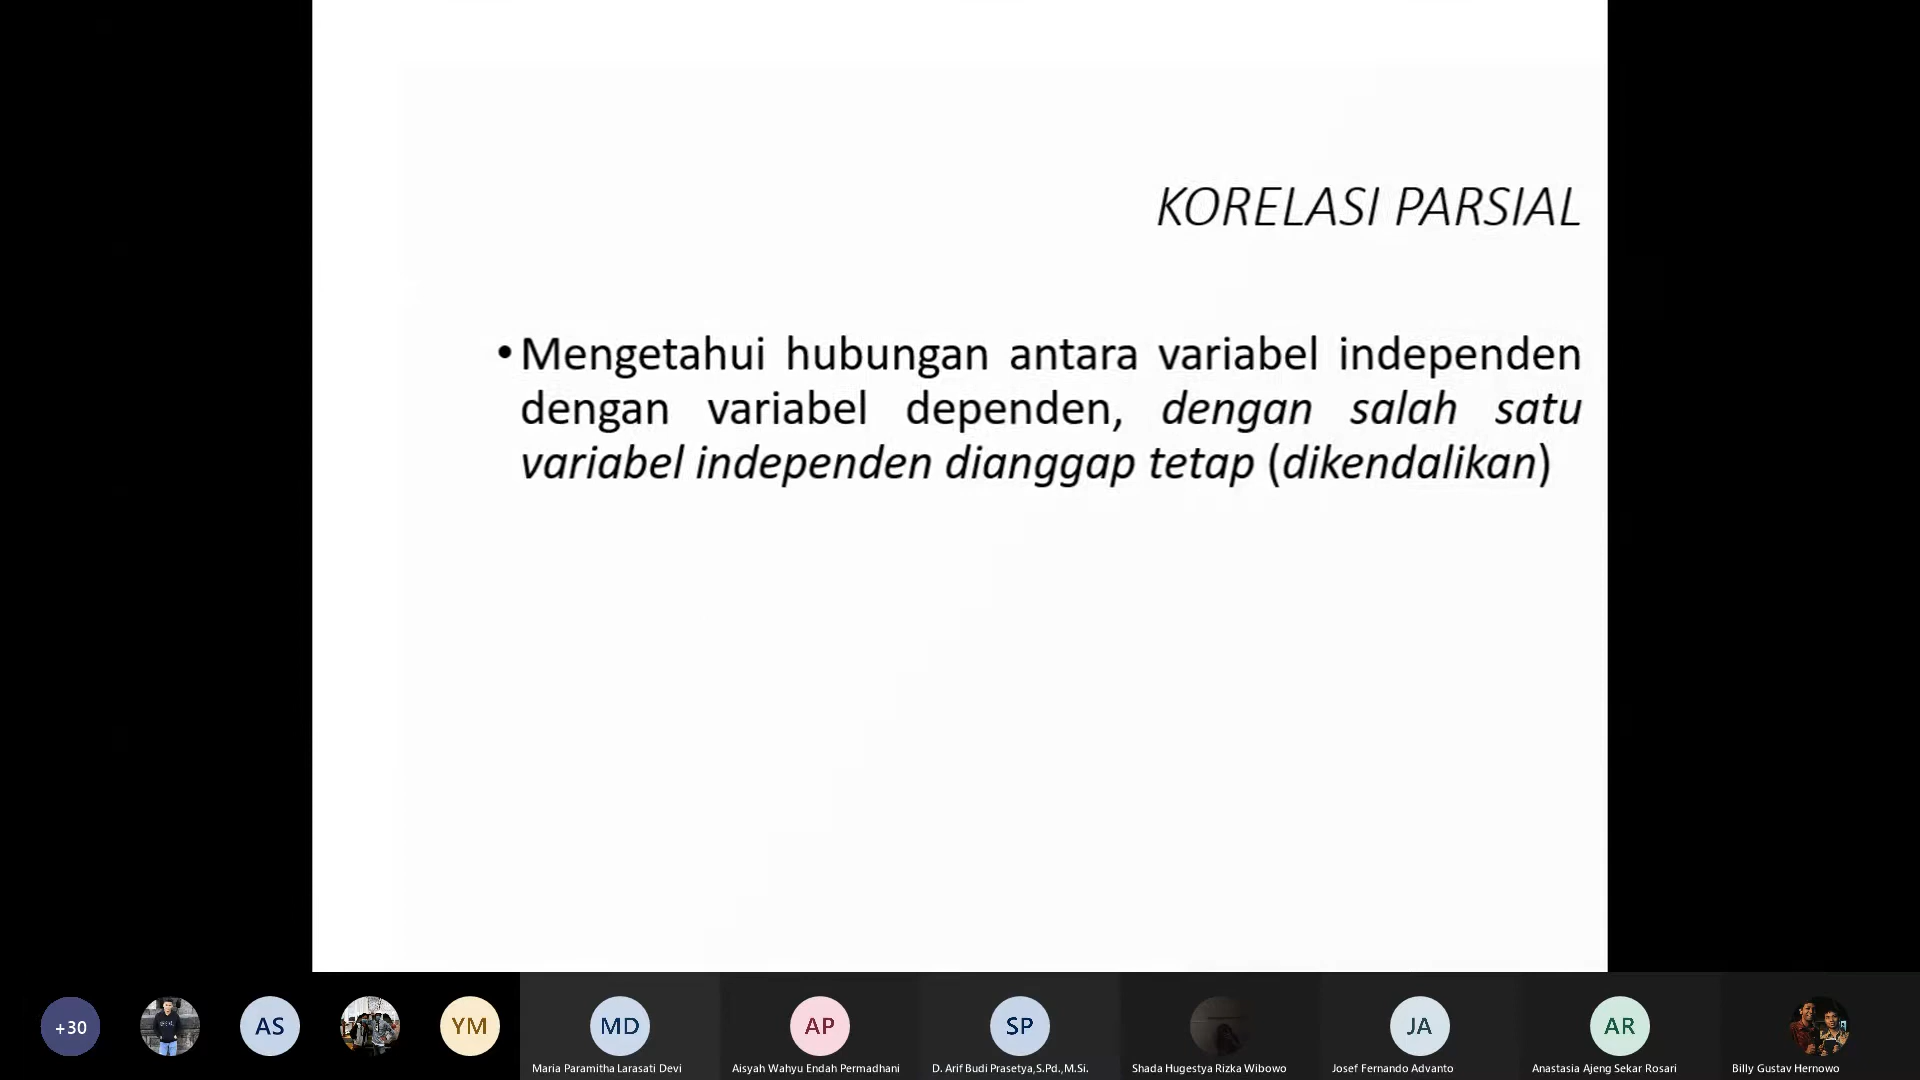 KORELASI PARSIAL
• Mengetahui hubungan antara variabel independen
dengan variabel dependen, dengan salah satu
variabel independen dianggap tetap (dikendalikan)
+30
AS
YM
MD
AP
SP
JA
AR
Maria Paramitha Larasati Devi
Aisyah Wahyu Endah Permadhani
D. Arif Budi Prasetya,S.Pd.,M.Si.
Shada Hugestya Rizka Wibowo
Josef Fernando Advanto
Anastasia Ajeng Sekar Rosari
Billy Gustav Hernowo